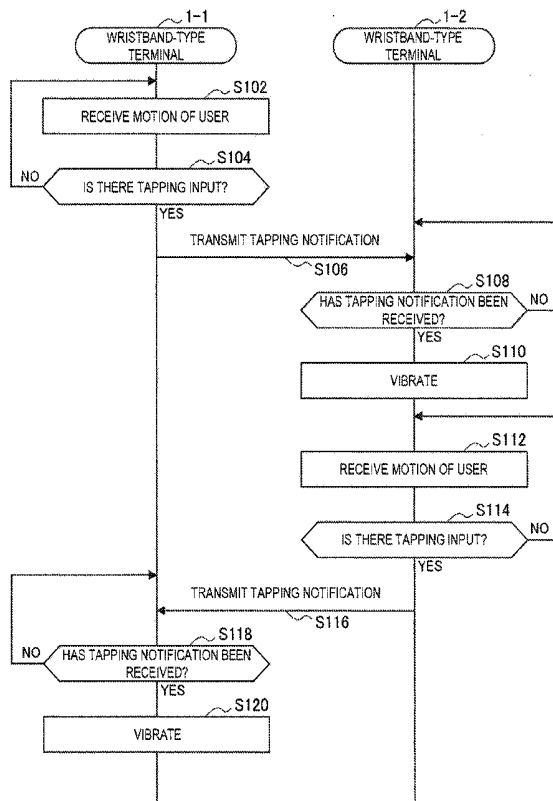 1-1
WRISTBAND-TYPE
TERMINAL
1-2
WRISTBAND-TYPE
TERMINAL
S102
RECEIVE MOTION OF USER
S104
NO
IS THERE TAPPING INPUT?
YES
TRANSMIT TAPPING NOTIFICATION
S106
S108
HAS TAPPING NOTIFICATION BEEN
RECEIVED?
NO
YES
S110
VIBRATE
S112
RECEIVE MOTION OF USER
S114
IS THERE TAPPING INPUT?
NO
YES
TRANSMIT TAPPING NOTIFICATION
S116
S118
NO
HAS TAPPING NOTIFICATION BEEN
RECEIVED?
YES
S120
VIBRATE